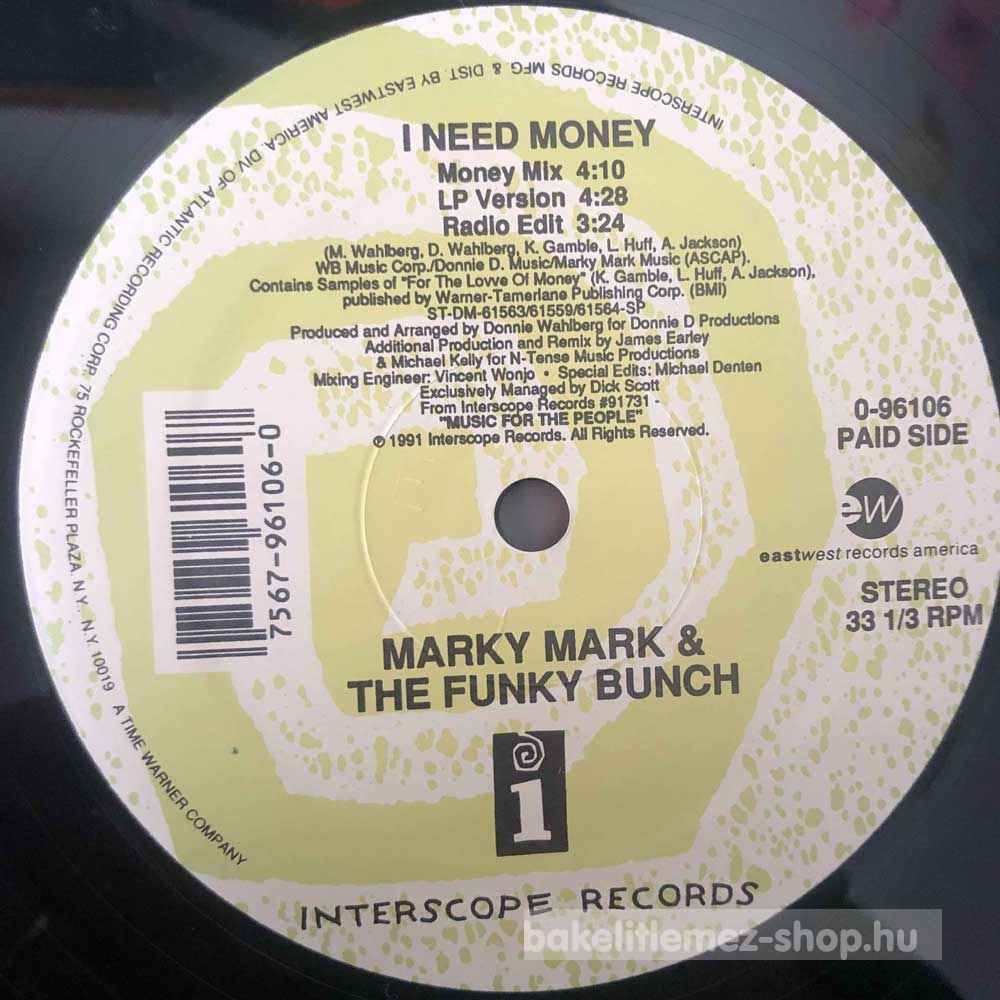 I NEED MONEY
Money Mix 4:10
LP Version 4:28
Radio Edit 3:24
(M. Wahlberg, D. Wahlberg, K. Gamble, L. Huff, A. Jackson)
WB Music Corp./Donnie D. Music/Marky Mark Music (ASCAP).
Contains Samples of "For The Lovve Of Money" (K. Gamble, L. Huff, A. Jackson),
published by Warner-Tamerlane Publishing Corp. (BMI)
ST-DM-61563/61559/61564-SP
Produced and Arranged by Donnie Wahlberg for Donnie D Productions
Additional Production and Remix by James Earley
& Michael Kelly for N-Tense Music Productions
Mixing Engineer: Vincent Wonjo • Special Edits: Michael Denten
Exclusively Managed by Dick Scott
From Interscope Records #91731 -
"MUSIC FOR THE PEOPLE"
℗ 1991 Interscope Records. All Rights Reserved.
0-96106
PAID SIDE
ew
eastwest records america
STEREO
33 1/3 RPM
7567-96106-0
MARKY MARK &
THE FUNKY BUNCH
i
INTERSCOPE RECORDS
INTERSCOPE RECORDS MFG. & DIST. BY EASTWEST AMERICA. DIV. OF ATLANTIC RECORDING CORP. 75 ROCKEFELLER PLAZA. N.Y., N.Y. 10019 A TIME WARNER COMPANY
bakelitlemez-shop.hu